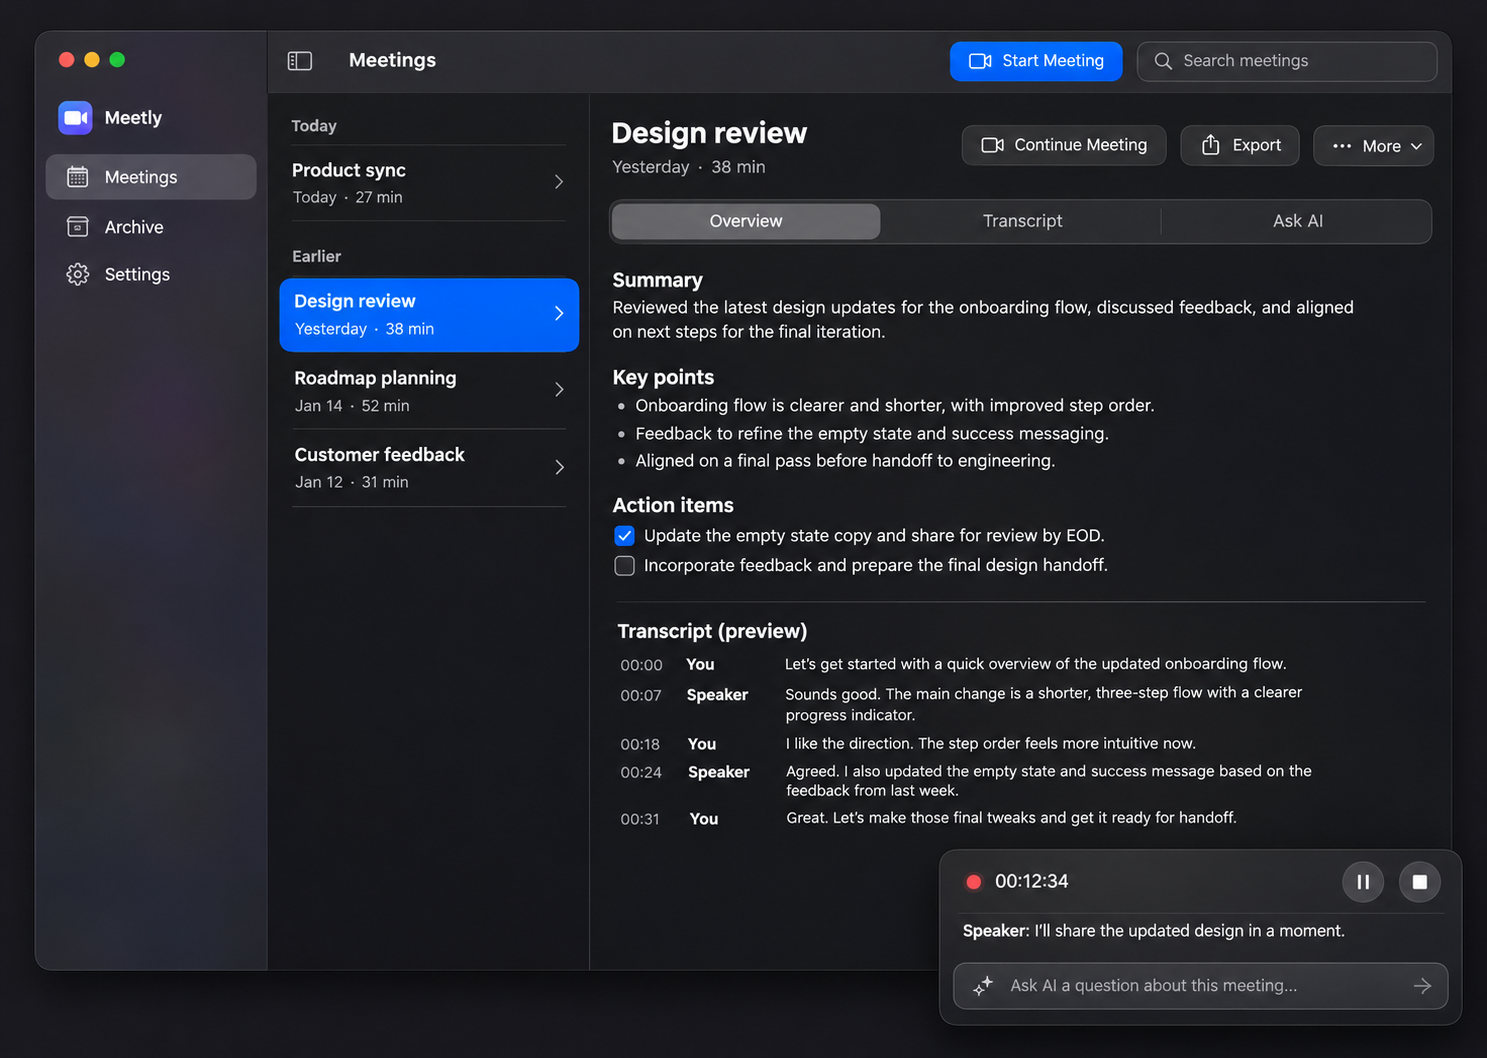 Meetly
Meetings
Archive
Settings
Meetings
Start Meeting
Search meetings
Today
Product sync
Today · 27 min
Earlier
Design review
Yesterday · 38 min
Roadmap planning
Jan 14 · 52 min
Customer feedback
Jan 12 · 31 min
Design review
Yesterday · 38 min
Continue Meeting
Export
More
Overview
Transcript
Ask AI
Summary
Reviewed the latest design updates for the onboarding flow, discussed feedback, and aligned
on next steps for the final iteration.
Key points
• Onboarding flow is clearer and shorter, with improved step order.
• Feedback to refine the empty state and success messaging.
• Aligned on a final pass before handoff to engineering.
Action items
Update the empty state copy and share for review by EOD.
Incorporate feedback and prepare the final design handoff.
Transcript (preview)
00:00 You Let's get started with a quick overview of the updated onboarding flow.
00:07 Speaker Sounds good. The main change is a shorter, three-step flow with a clearer
progress indicator.
00:18 You I like the direction. The step order feels more intuitive now.
00:24 Speaker Agreed. I also updated the empty state and success message based on the
feedback from last week.
00:31 You Great. Let's make those final tweaks and get it ready for handoff.
00:12:34
Speaker: I'll share the updated design in a moment.
Ask AI a question about this meeting...